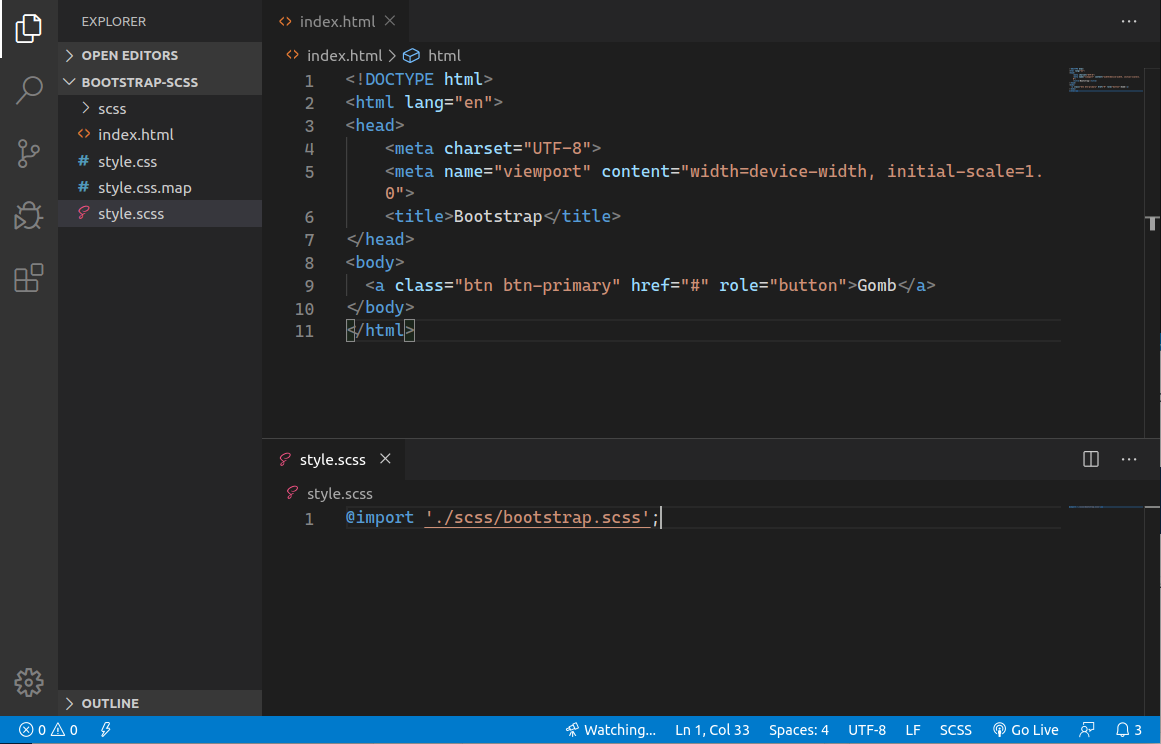 EXPLORER
OPEN EDITORS
BOOTSTRAP-SCSS
scss
index.html
style.css
style.css.map
style.scss
OUTLINE
index.html
index.html > html
1 <!DOCTYPE html>
2 <html lang="en">
3 <head>
4 <meta charset="UTF-8">
5 <meta name="viewport" content="width=device-width, initial-scale=1.
0">
6 <title>Bootstrap</title>
7 </head>
8 <body>
9 <a class="btn btn-primary" href="#" role="button">Gomb</a>
10 </body>
11 </html>
style.scss
style.scss
1 @import './scss/bootstrap.scss';
0 0 Watching... Ln 1, Col 33 Spaces: 4 UTF-8 LF SCSS Go Live 3